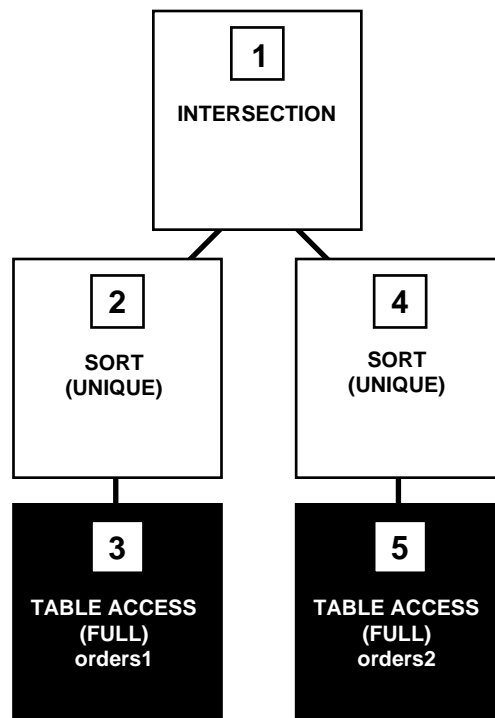 1
INTERSECTION
2
SORT
(UNIQUE)
4
SORT
(UNIQUE)
3
TABLE ACCESS
(FULL)
orders1
5
TABLE ACCESS
(FULL)
orders2